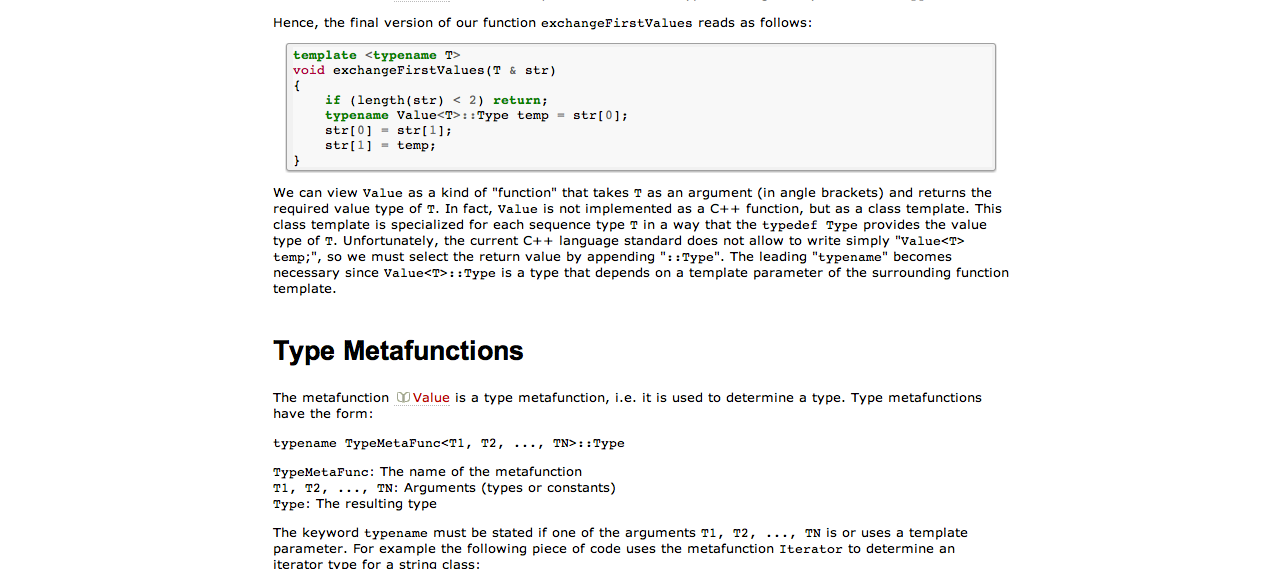 Hence, the final version of our function exchangeFirstValues reads as follows:
template <typename T>
void exchangeFirstValues(T & str)
{
    if (length(str) < 2) return;
    typename Value<T>::Type temp = str[0];
    str[0] = str[1];
    str[1] = temp;
}
We can view Value as a kind of "function" that takes T as an argument (in angle brackets) and returns the
required value type of T. In fact, Value is not implemented as a C++ function, but as a class template. This
class template is specialized for each sequence type T in a way that the typedef Type provides the value
type of T. Unfortunately, the current C++ language standard does not allow to write simply "Value<T>
temp;", so we must select the return value by appending "::Type". The leading "typename" becomes
necessary since Value<T>::Type is a type that depends on a template parameter of the surrounding function
template.
Type Metafunctions
The metafunction Value is a type metafunction, i.e. it is used to determine a type. Type metafunctions
have the form:
typename TypeMetaFunc<T1, T2, ..., TN>::Type
TypeMetaFunc: The name of the metafunction
T1, T2, ..., TN: Arguments (types or constants)
Type: The resulting type
The keyword typename must be stated if one of the arguments T1, T2, ..., TN is or uses a template
parameter. For example the following piece of code uses the metafunction Iterator to determine an
iterator type for a string class: